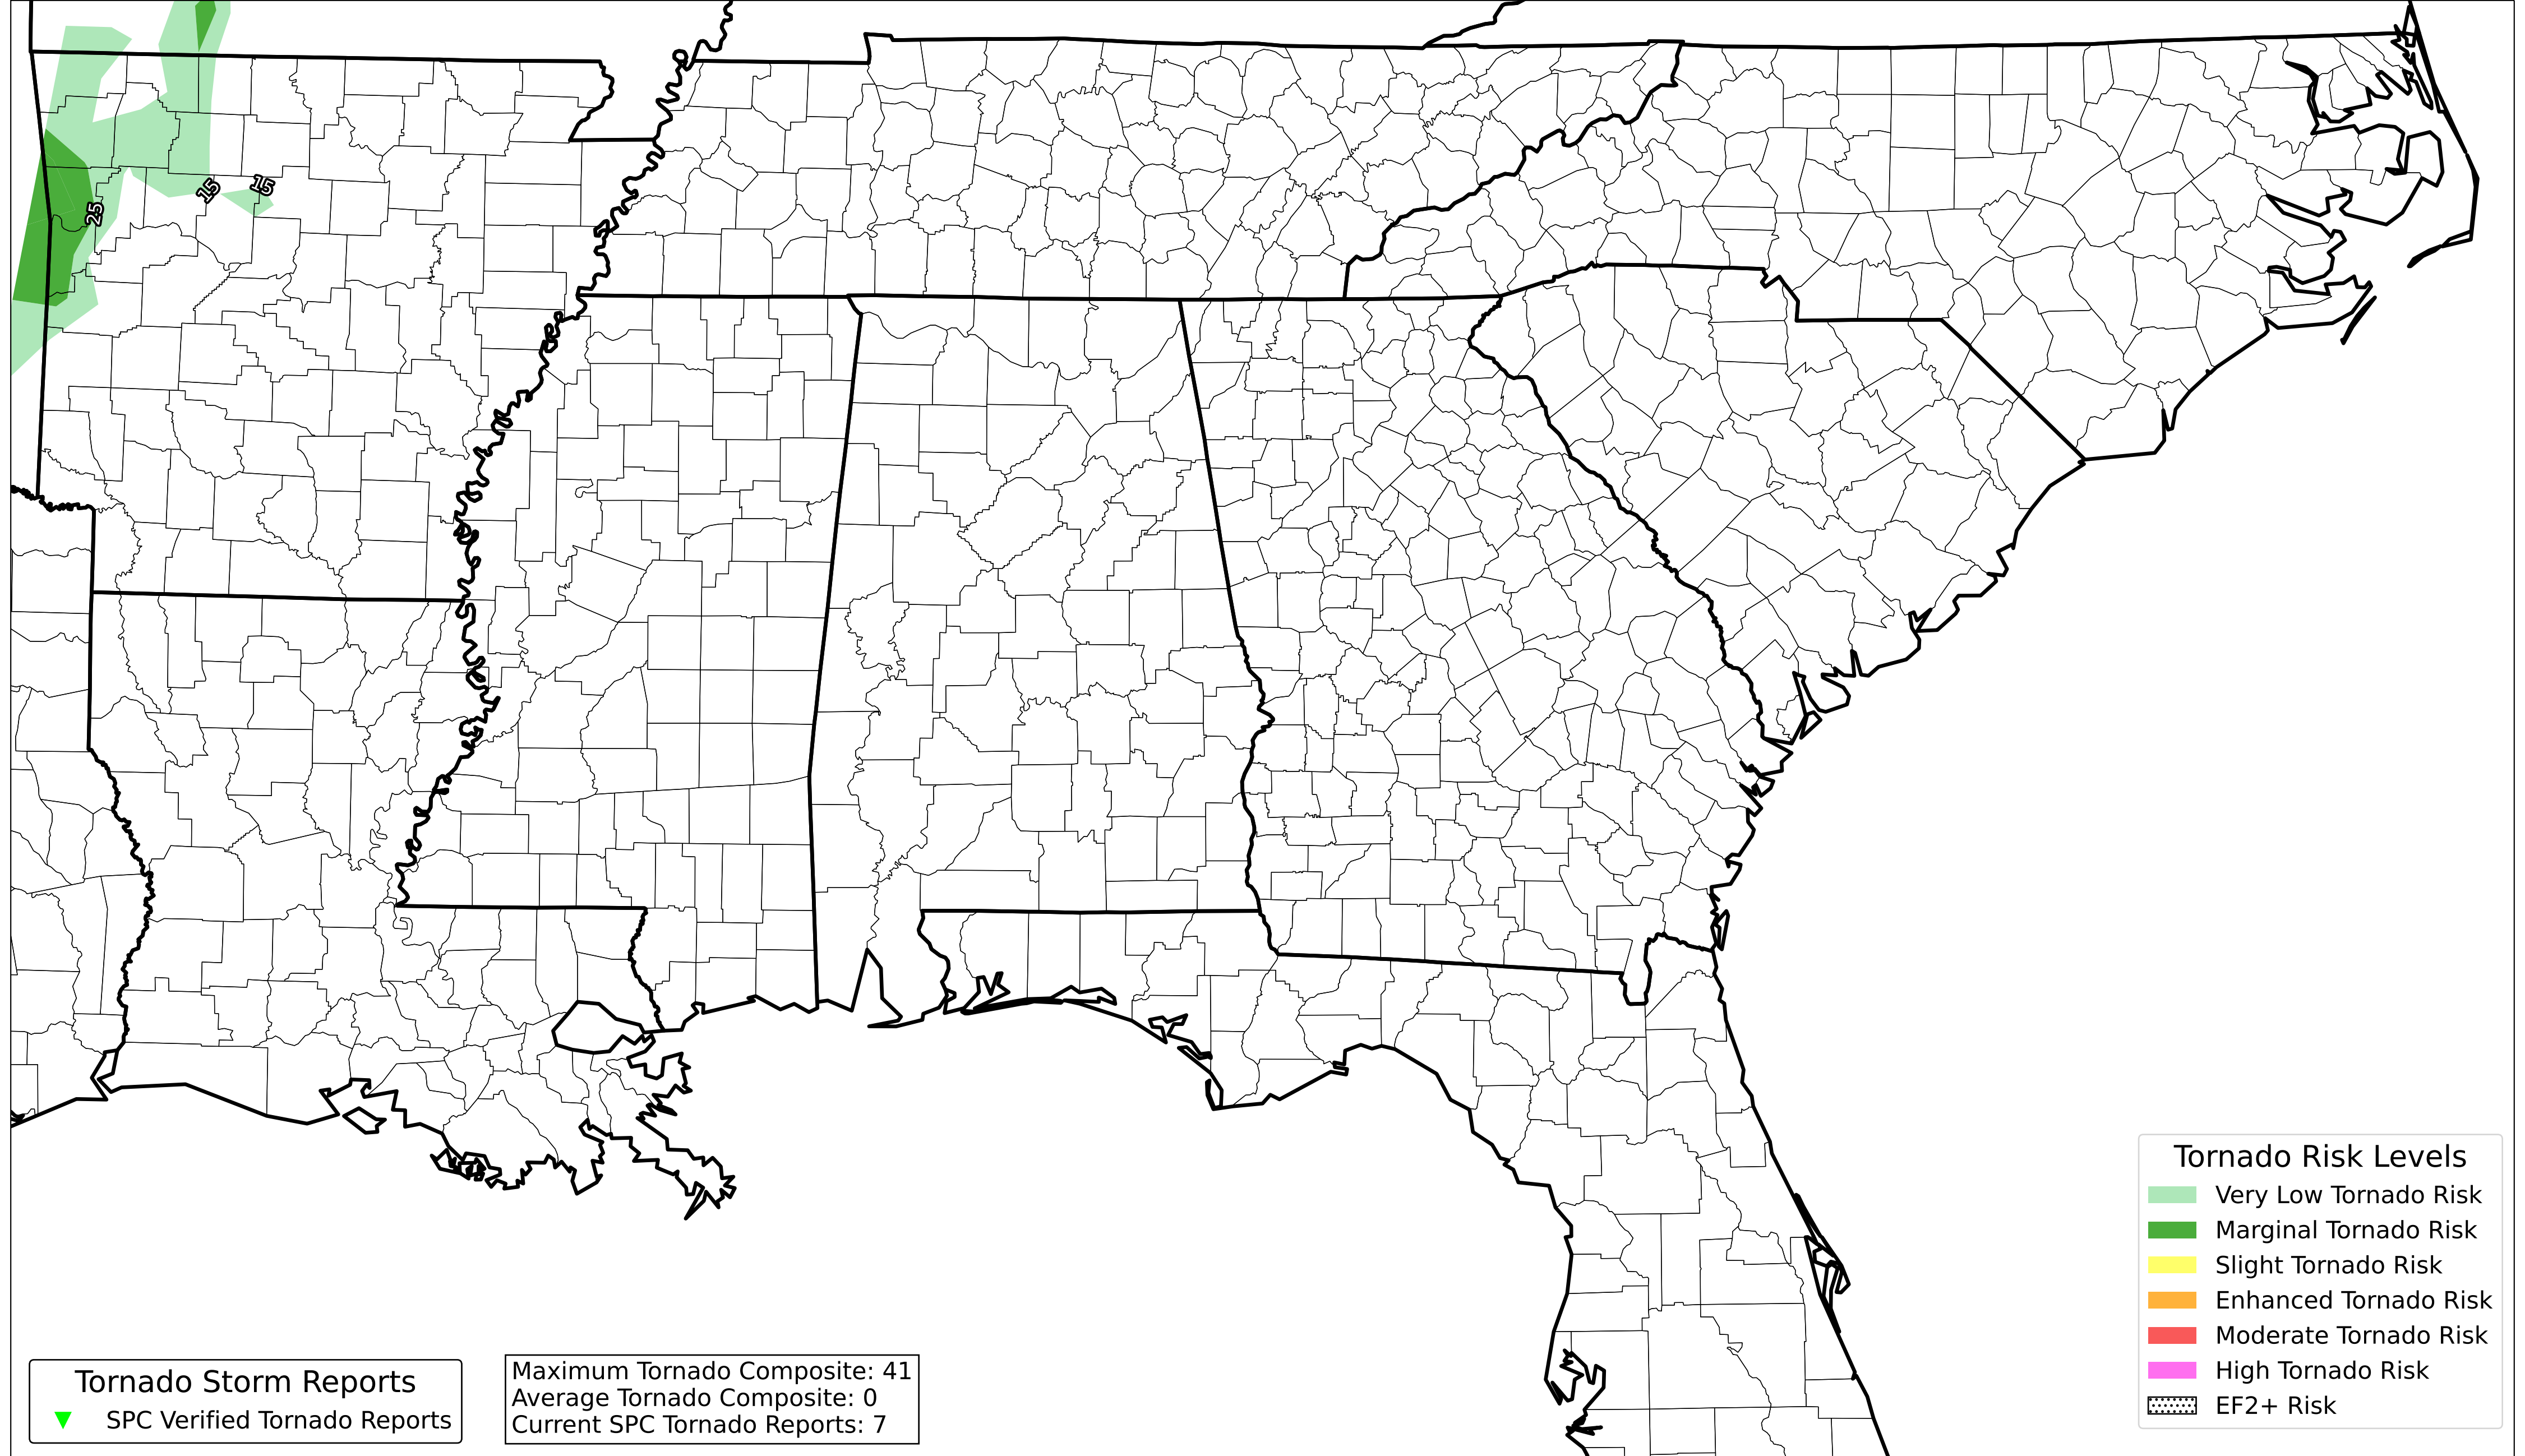 15
15
25
Tornado Risk Levels
Very Low Tornado Risk
Marginal Tornado Risk
Slight Tornado Risk
Enhanced Tornado Risk
Moderate Tornado Risk
High Tornado Risk
EF2+ Risk
Tornado Storm Reports
SPC Verified Tornado Reports
Maximum Tornado Composite: 41
Average Tornado Composite: 0
Current SPC Tornado Reports: 7